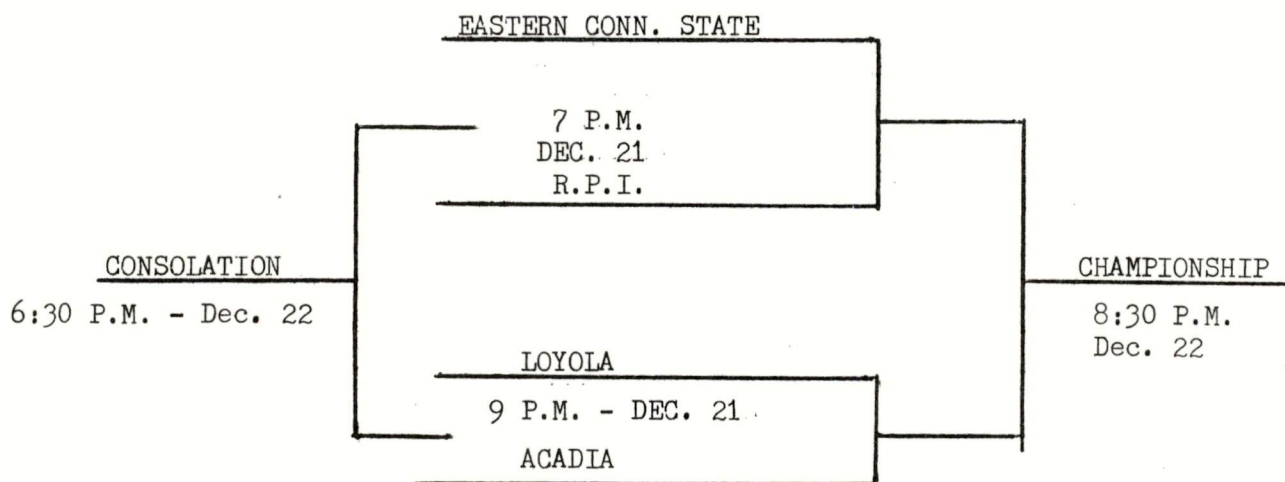 EASTERN CONN. STATE
7 P.M.
DEC. 21
R.P.I.
CONSOLATION
6:30 P.M. - Dec. 22
CHAMPIONSHIP
8:30 P.M.
Dec. 22
LOYOLA
9 P.M. - DEC. 21
ACADIA